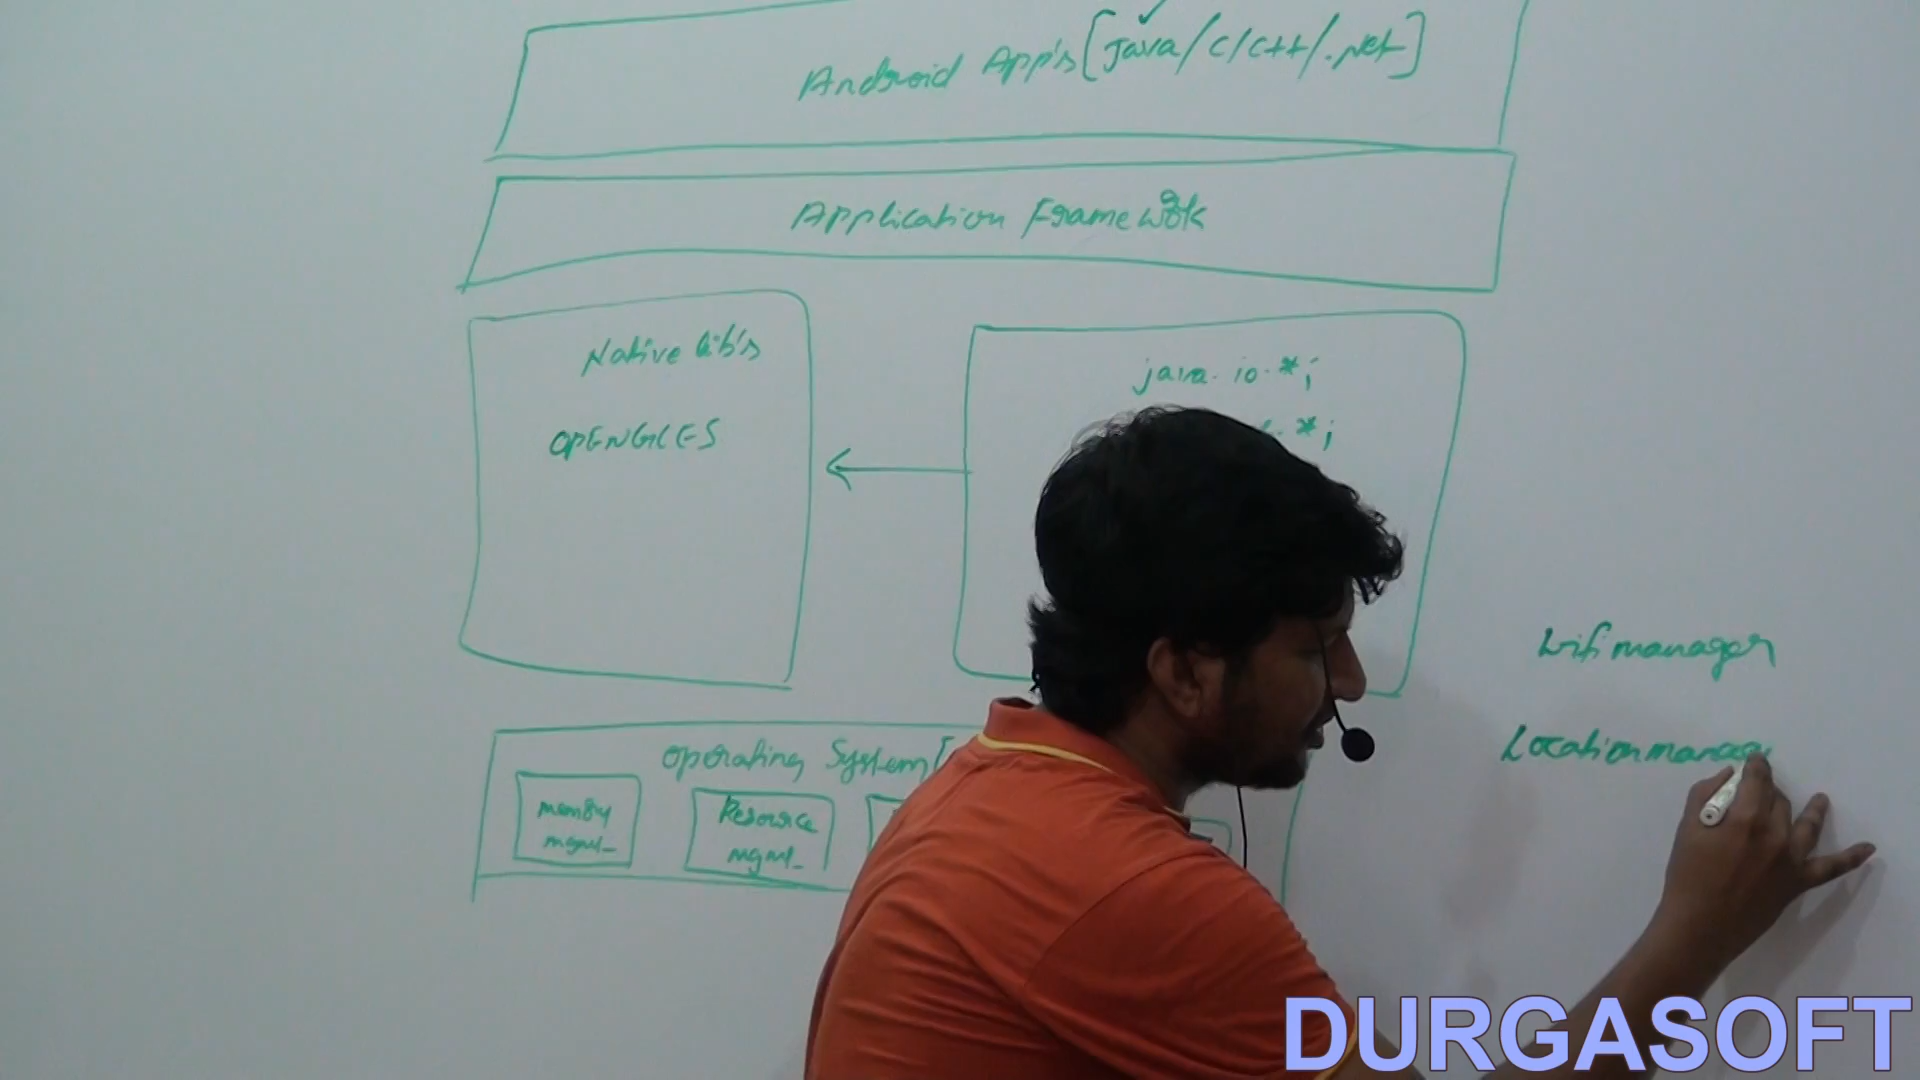 Android App's [Java/C/C++/.Net]
Application Framework
Native Lib's
OPENGLES
java.io.*;
.*;
Wifi manager
Location manag
Operating System [
memory
mgmt
Resource
mgmt
DURGASOFT